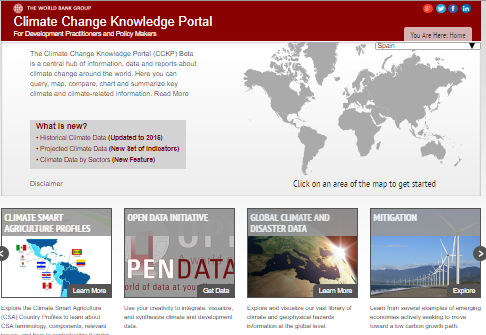 THE WORLD BANK GROUP
Climate Change Knowledge Portal
For Development Practitioners and Policy Makers
You Are Here: Home
Spain
The Climate Change Knowledge Portal (CCKP) Beta
is a central hub of information, data and reports about
climate change around the world. Here you can
query, map, compare, chart and summarize key
climate and climate-related information. Read More
What is new?
• Historical Climate Data (Updated to 2015)
• Projected Climate Data (New Set of Indicators)
• Climate Data by Sectors (New Feature)
Disclaimer
Click on an area of the map to get started
CLIMATE SMART
AGRICULTURE PROFILES
Learn More
Explore the Climate Smart Agriculture
(CSA) Country Profiles to learn about
CSA terminology, components, relevant
OPEN DATA INITIATIVE
PENDATA
orld of data at your
Get Data
Use your creativity to integrate, visualize,
and synthesize climate and development
data.
GLOBAL CLIMATE AND
DISASTER DATA
Learn More
Explore and visualize our vast library of
climate and geophysical hazards
information at the global level.
MITIGATION
Explore
Learn from several examples of emerging
economies actively seeking to move
toward a low carbon growth path.